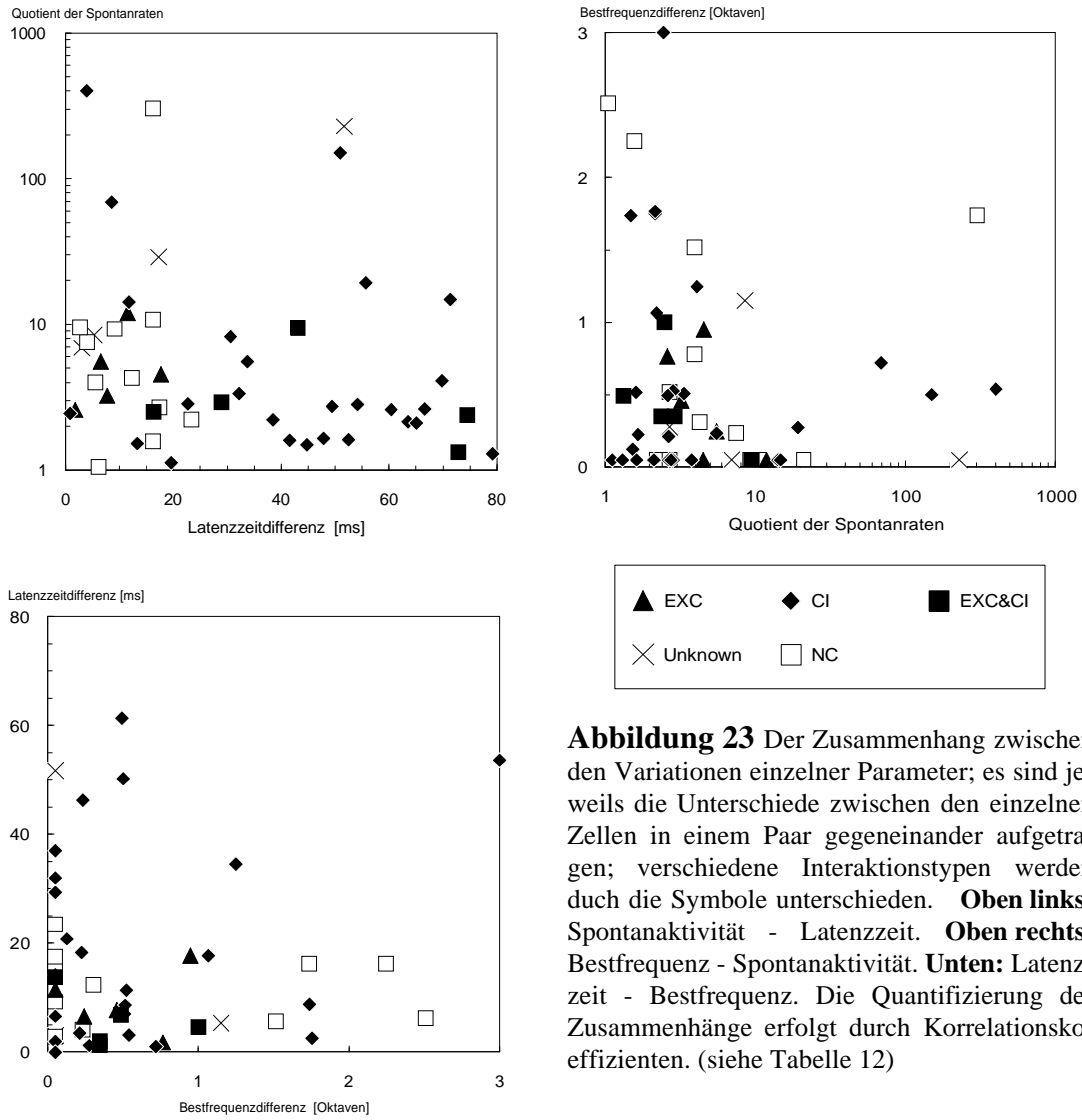 Quotient der Spontanraten
1000
100
10
1
0 20 40 60 80
Latenzzeitdifferenz [ms]
Bestfrequenzdifferenz [Oktaven]
3
2
1
0
1 10 100 1000
Quotient der Spontanraten
EXC CI EXC&CI
Unknown NC
Latenzzeitdifferenz [ms]
80
60
40
20
0
0 1 2 3
Bestfrequenzdifferenz [Oktaven]
Abbildung 23 Der Zusammenhang zwische
den Variationen einzelner Parameter; es sind je
weils die Unterschiede zwischen den einzelne
Zellen in einem Paar gegeneinander aufgetra
gen; verschiedene Interaktionstypen werde
duch die Symbole unterschieden. Oben links
Spontanaktivität - Latenzzeit. Oben rechts
Bestfrequenz - Spontanaktivität. Unten: Latenz
zeit - Bestfrequenz. Die Quantifizierung de
Zusammenhänge erfolgt durch Korrelationsko
effizienten. (siehe Tabelle 12)